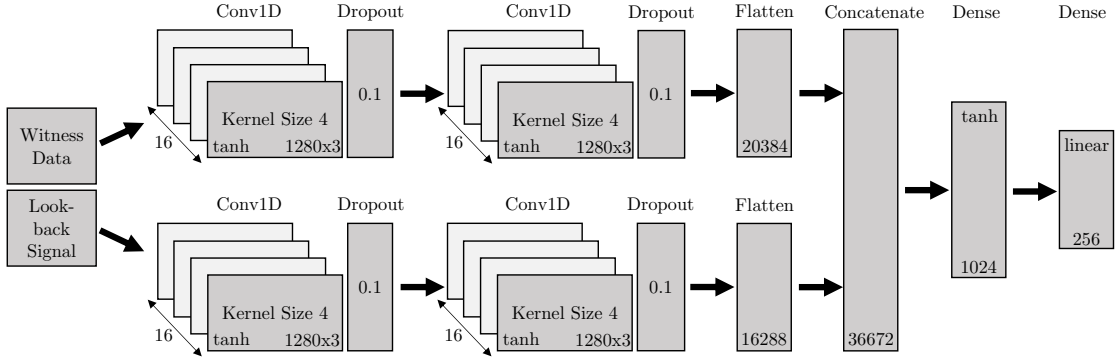 Conv1D Dropout Conv1D Dropout Flatten Concatenate Dense Dense
Witness
Data
16
Kernel Size 4
tanh 1280x3
0.1
16
Kernel Size 4
tanh 1280x3
0.1
20384
Look-
back
Signal
Conv1D Dropout Conv1D Dropout Flatten
16
Kernel Size 4
tanh 1280x3
0.1
16
Kernel Size 4
tanh 1280x3
0.1
16288
36672
tanh
1024
linear
256